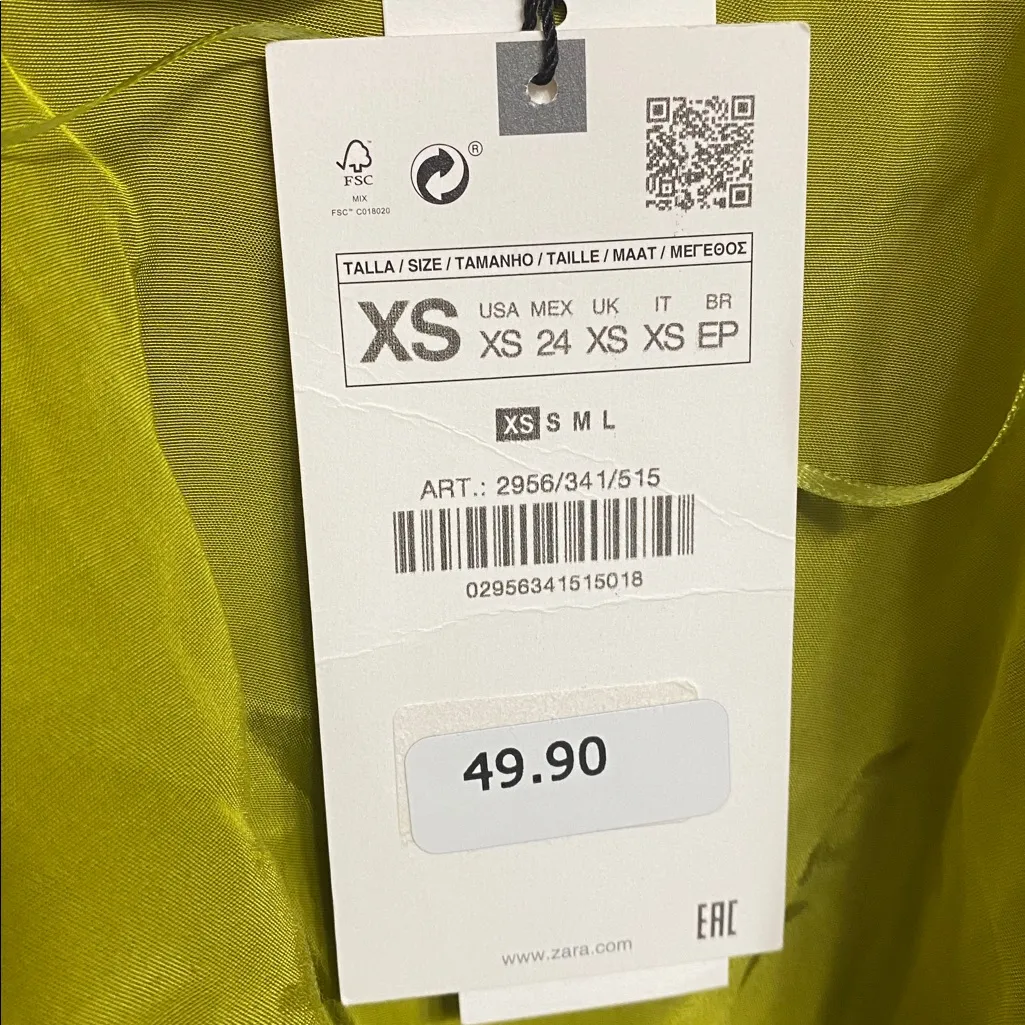 ®
FSC
MIX
FSC™ C018020
TALLA / SIZE / TAMANHO / TAILLE / MAAT / ΜΕΓΕΘΟΣ
XS
USA MEX UK IT BR
XS 24 XS XS EP
XS S M L
ART.: 2956/341/515
02956341515018
49.90
EAC
www.zara.com